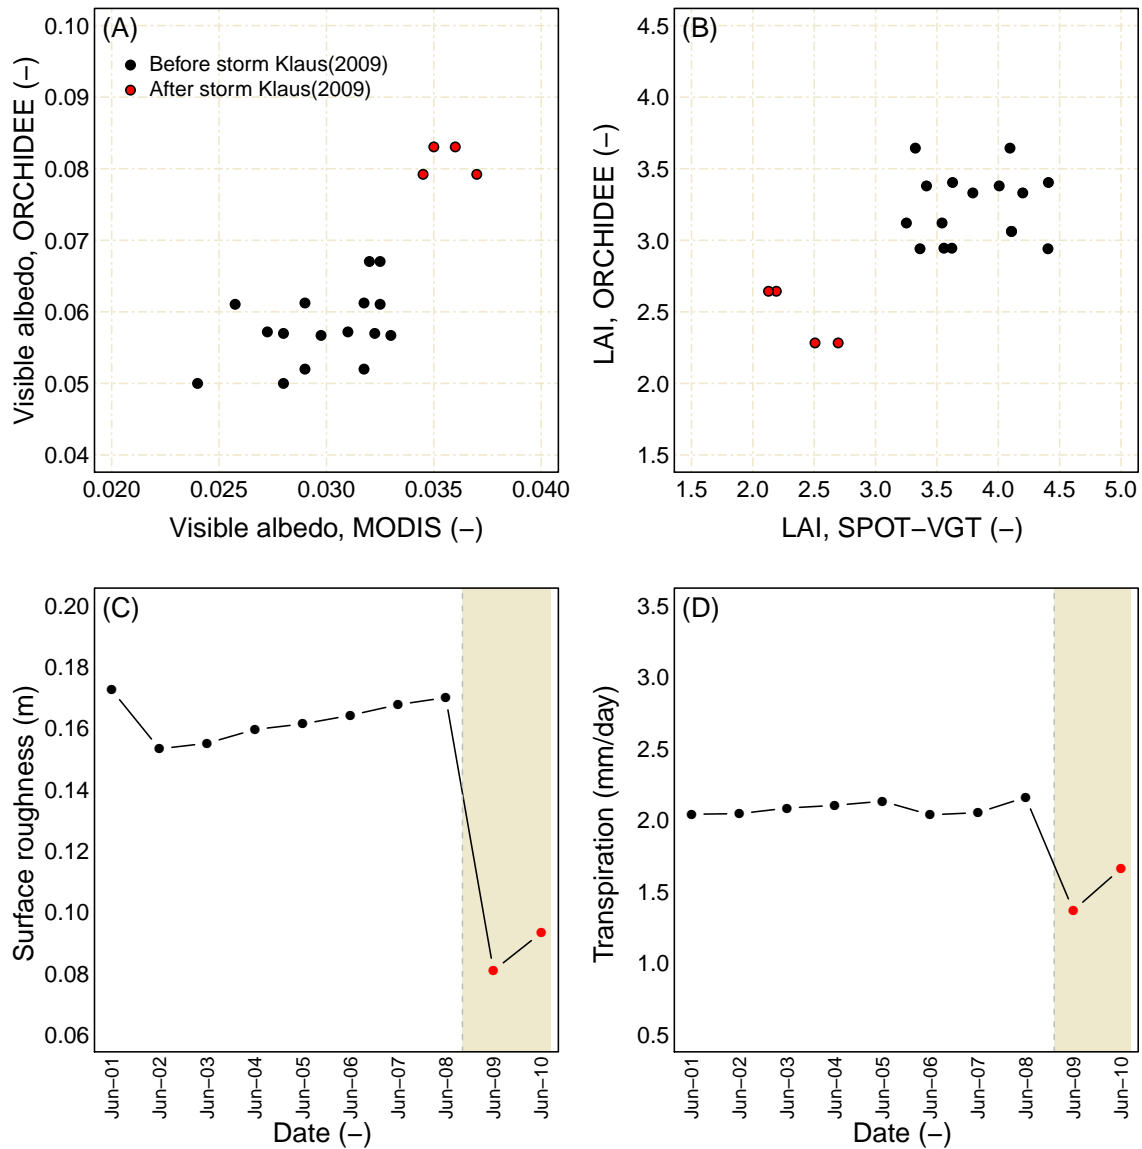 (A)
Before storm Klaus(2009)
After storm Klaus(2009)
Visible albedo, ORCHIDEE (−)
0.10
0.09
0.08
0.07
0.06
0.05
0.04
0.020 0.025 0.030 0.035 0.040
Visible albedo, MODIS (−)
(B)
LAI, ORCHIDEE (−)
4.5
4.0
3.5
3.0
2.5
2.0
1.5
1.5 2.0 2.5 3.0 3.5 4.0 4.5 5.0
LAI, SPOT−VGT (−)
(C)
Surface roughness (m)
0.20
0.18
0.16
0.14
0.12
0.10
0.08
0.06
Jun−01
Jun−02
Jun−03
Jun−04
Jun−05
Jun−06
Jun−07
Jun−08
Jun−09
Jun−10
Date (−)
(D)
Transpiration (mm/day)
3.5
3.0
2.5
2.0
1.5
1.0
0.5
Jun−01
Jun−02
Jun−03
Jun−04
Jun−05
Jun−06
Jun−07
Jun−08
Jun−09
Jun−10
Date (−)